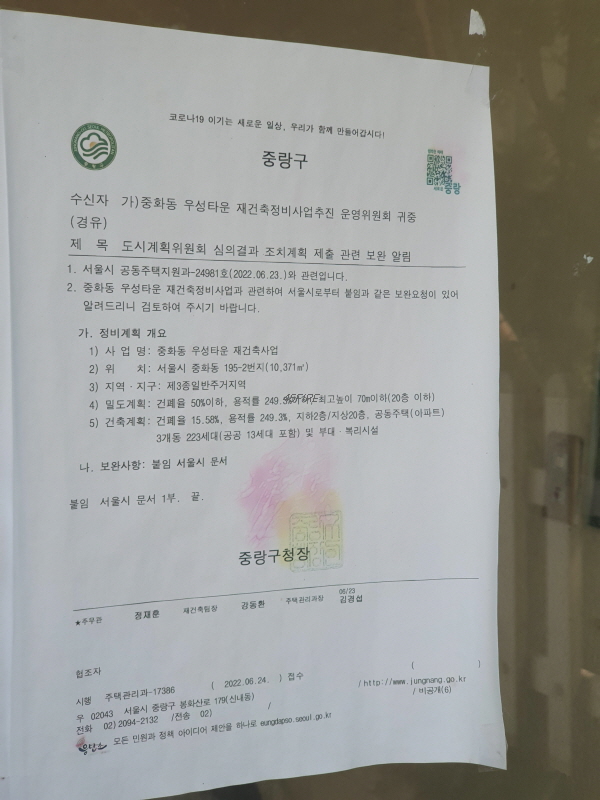 코로나19 이기는 새로운 일상, 우리가 함께 만들어갑시다!
중랑구
중랑
수신자 가)중화동 우성타운 재건축정비사업추진 운영위원회 귀중
(경유)
제 목 도시계획위원회 심의결과 조치계획 제출 관련 보완 알림
1. 서울시 공동주택지원과-24981호(2022.06.23.)와 관련입니다.
2. 중화동 우성타운 재건축정비사업과 관련하여 서울시로부터 붙임과 같은 보완요청이 있어
알려드리니 검토하여 주시기 바랍니다.
가. 정비계획 개요
1) 사 업 명: 중화동 우성타운 재건축사업
2) 위 치: 서울시 중화동 195-2번지(10,371㎡)
3) 지역·지구: 제3종일반주거지역
4) 밀도계획: 건폐율 50%이하, 용적률 최고높이 70m이하(20층 이하)
5) 건축계획: 건폐율 15.58%, 용적률 249.3%, 지하2층/지상20층, 공동주택(아파트)
3개동 223세대(공공 13세대 포함) 및 부대·복리시설
나. 보완사항: 붙임 서울시 문서
붙임 서울시 문서 1부. 끝.
중랑구청장
★주무관 정재훈 재건축팀장 강동환 주택관리과장 06/23 김경섭
협조자
시행 주택관리과-17386 ( 2022.06.24. ) 접수 ( )
우 02043 서울시 중랑구 봉화산로 179(신내동) / http://www.jungnang.go.kr
전화 02)2094-2132 /전송 02) / / 비공개(6)
응답소 모든 민원과 정책 아이디어 제안을 하나로 eungdapso.seoul.go.kr